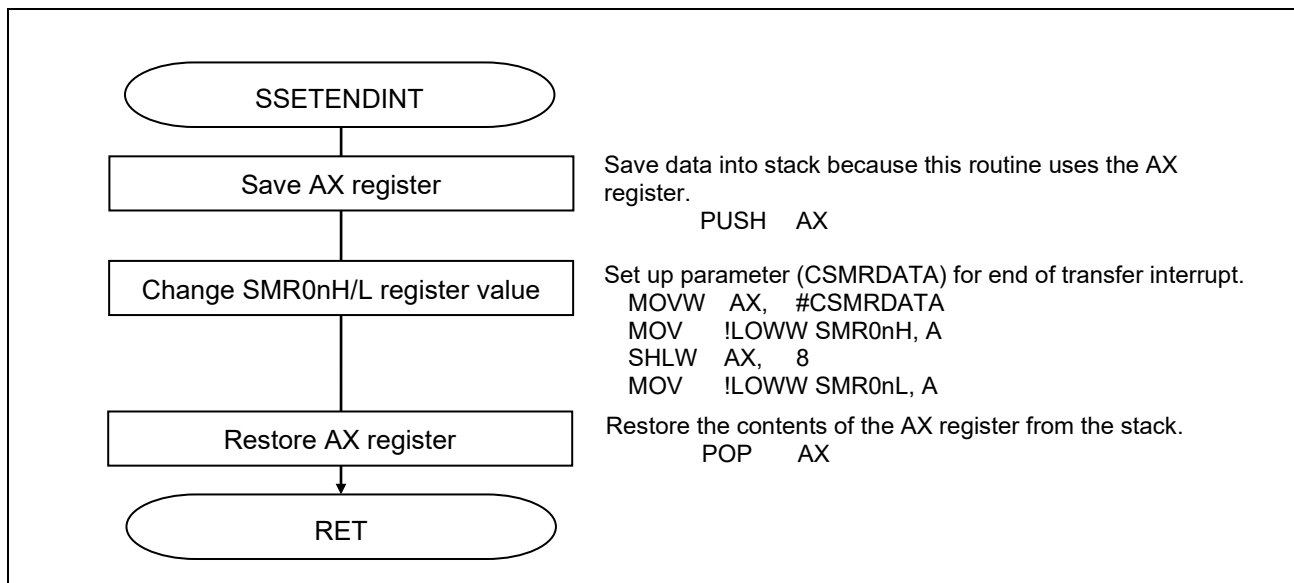 SSETENDINT
Save AX register
Save data into stack because this routine uses the AX
register.
PUSH AX
Change SMR0nH/L register value
Set up parameter (CSMRDATA) for end of transfer interrupt.
MOVW AX, #CSMRDATA
MOV !LOWW SMR0nH, A
SHLW AX, 8
MOV !LOWW SMR0nL, A
Restore AX register
Restore the contents of the AX register from the stack.
POP AX
RET